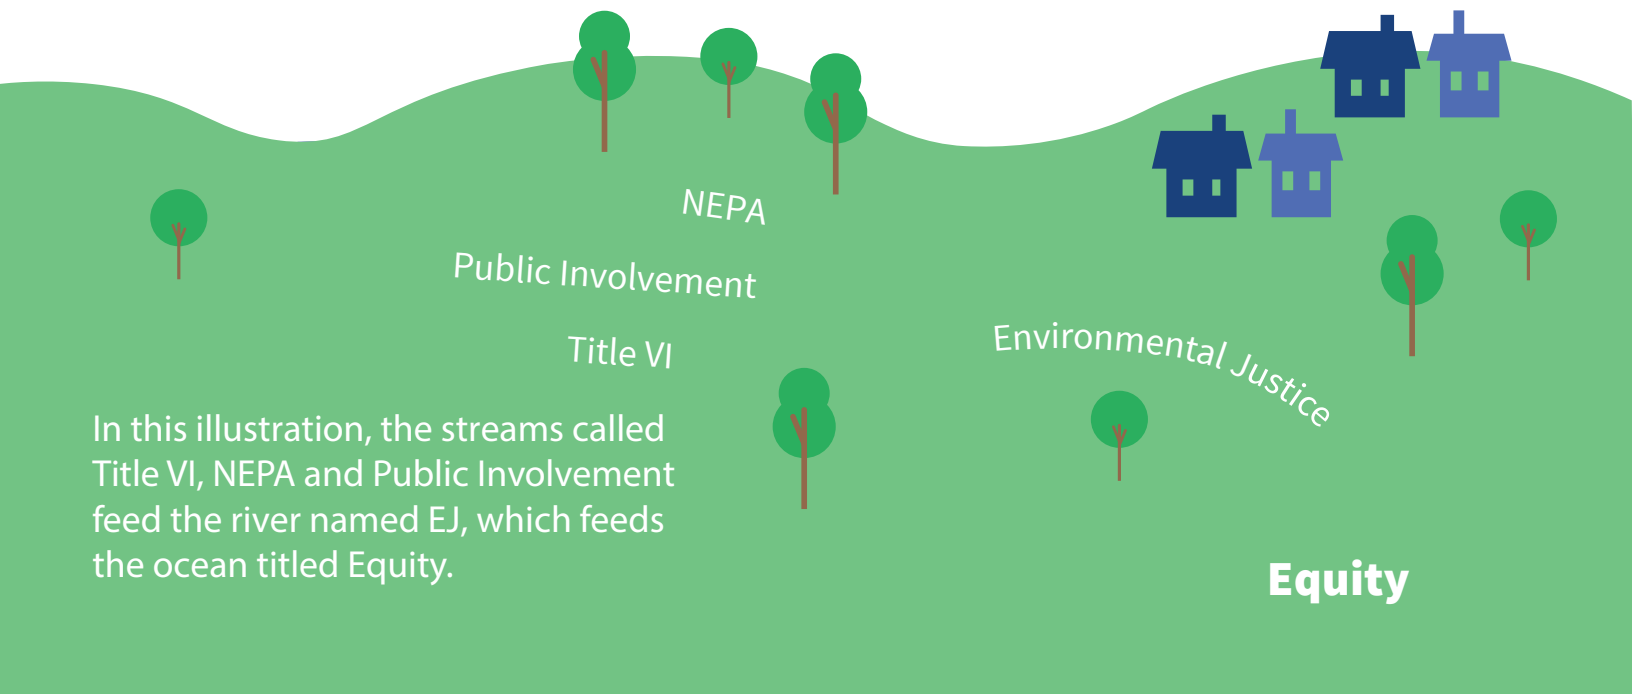 NEPA
Public Involvement
Title VI
Environmental Justice
In this illustration, the streams called
Title VI, NEPA and Public Involvement
feed the river named EJ, which feeds
the ocean titled Equity.
Equity